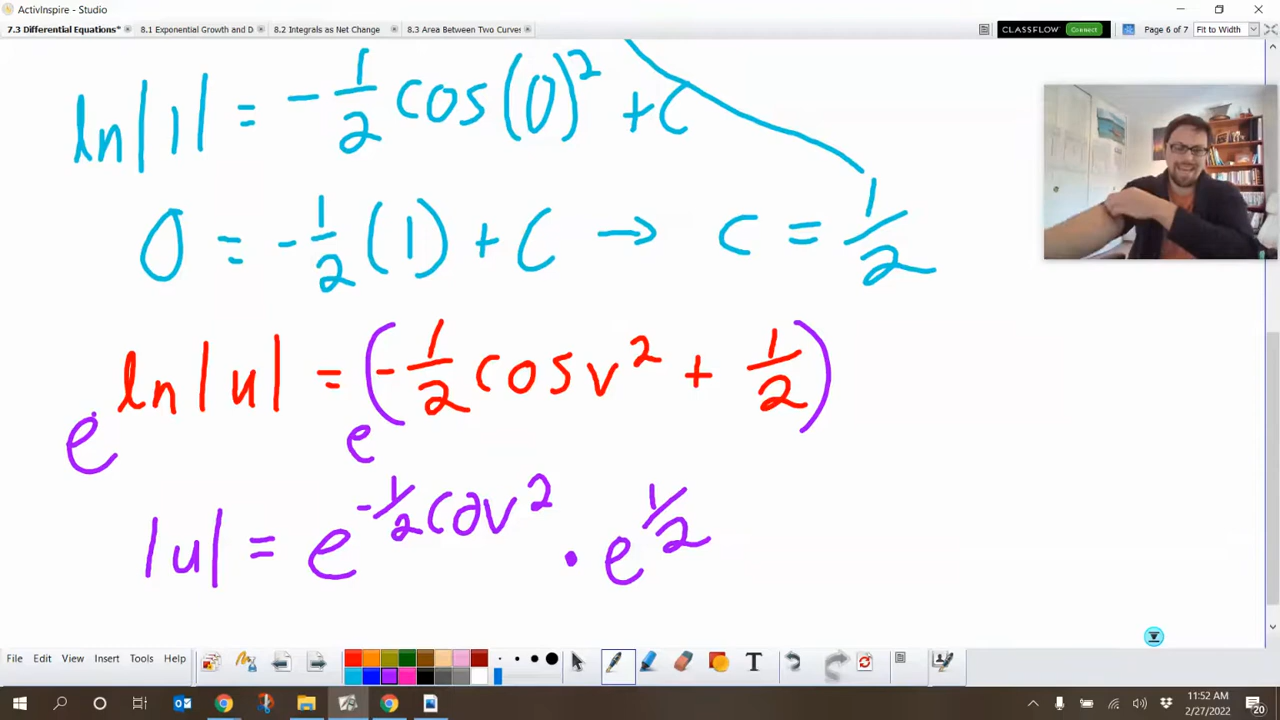 ActivInspire - Studio
7.3 Differential Equations* 8.1 Exponential Growth and D 8.2 Integrals as Net Change 8.3 Area Between Two Curves
CLASSFLOW Connect Page 6 of 7 Fit to Width
ln|1| = -1/2 cos(0)² + C
0 = -1/2 (1) + C → C = 1/2
e^(ln|u|) = e^(-1/2 cosv² + 1/2)
|u| = e^(-1/2 cosv²) · e^(1/2)
File Edit View Insert Tools Help
11:52 AM
2/27/2022
20